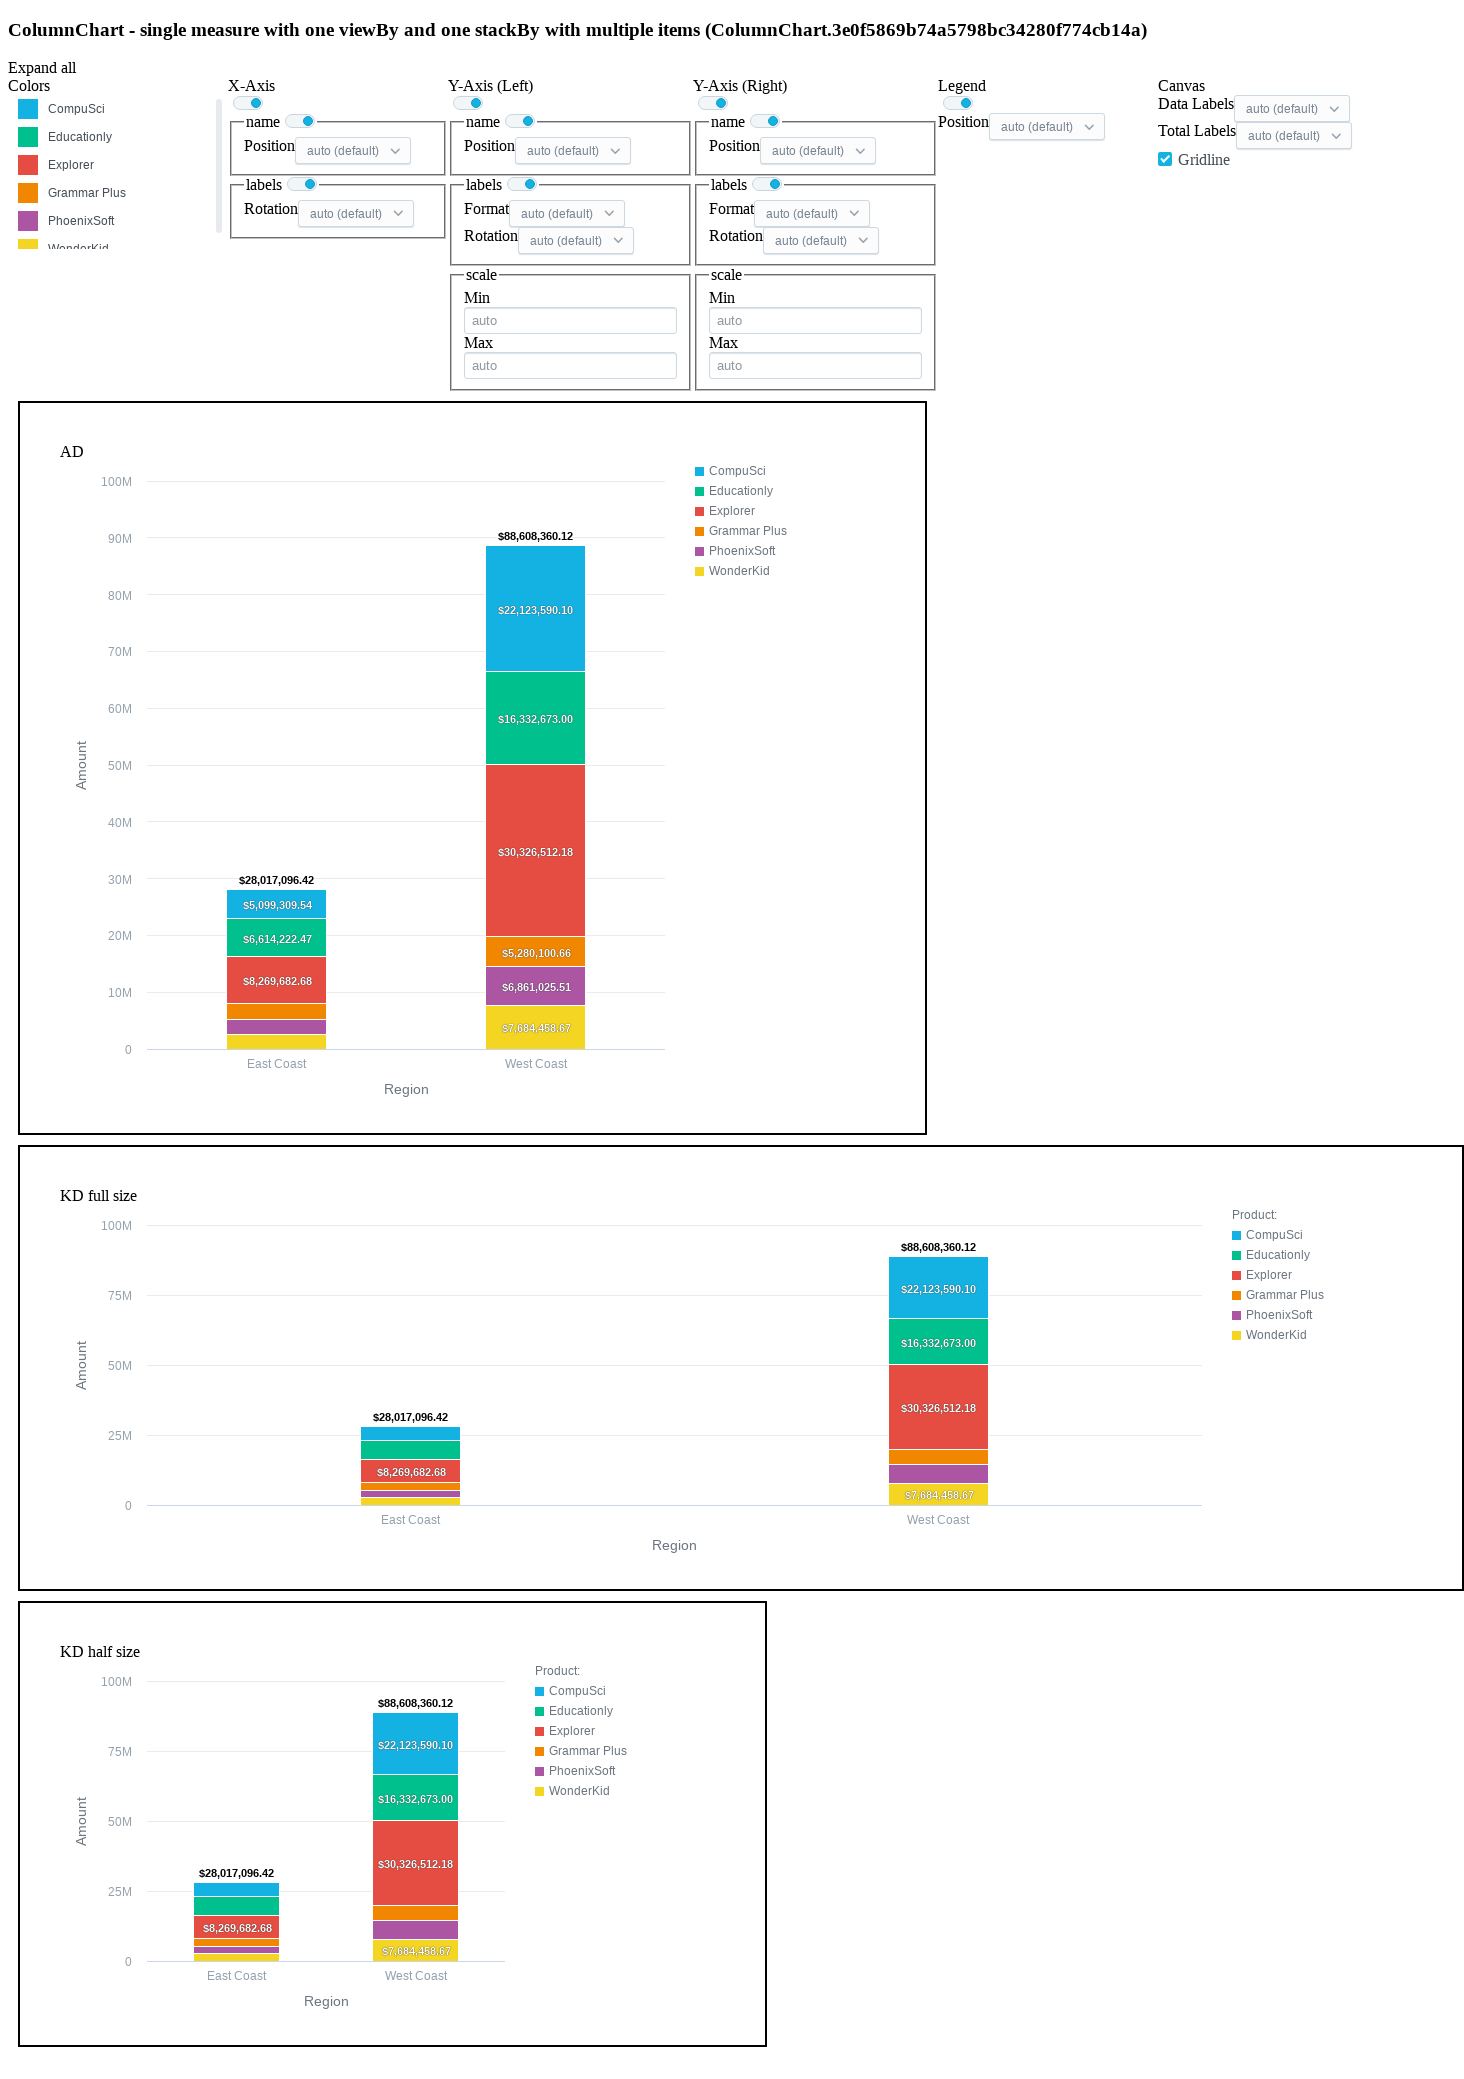 ColumnChart - single measure with one viewBy and one stackBy with multiple items (ColumnChart.3e0f5869b74a5798bc34280f774cb14a)
Expand all
Colors
CompuSci
Educationly
Explorer
Grammar Plus
PhoenixSoft
WonderKid
X-Axis
name
Position auto (default)
labels
Rotation auto (default)
Y-Axis (Left)
name
Position auto (default)
labels
Format auto (default)
Rotation auto (default)
scale
Min
auto
Max
auto
Y-Axis (Right)
name
Position auto (default)
labels
Format auto (default)
Rotation auto (default)
scale
Min
auto
Max
auto
Legend
Position auto (default)
Canvas
Data Labels auto (default)
Total Labels auto (default)
Gridline
AD
Amount
100M
90M
80M
70M
60M
50M
40M
30M
20M
10M
0
$28,017,096.42
$5,099,309.54
$6,614,222.47
$8,269,682.68
$88,608,360.12
$22,123,590.10
$16,332,673.00
$30,326,512.18
$5,280,100.66
$6,861,025.51
$7,684,458.67
East Coast
West Coast
Region
CompuSci
Educationly
Explorer
Grammar Plus
PhoenixSoft
WonderKid
KD full size
Amount
100M
75M
50M
25M
0
$28,017,096.42
$8,269,682.68
$88,608,360.12
$22,123,590.10
$16,332,673.00
$30,326,512.18
$7,684,458.67
East Coast
West Coast
Region
Product:
CompuSci
Educationly
Explorer
Grammar Plus
PhoenixSoft
WonderKid
KD half size
Amount
100M
75M
50M
25M
0
$28,017,096.42
$8,269,682.68
$88,608,360.12
$22,123,590.10
$16,332,673.00
$30,326,512.18
$7,684,458.67
East Coast
West Coast
Region
Product:
CompuSci
Educationly
Explorer
Grammar Plus
PhoenixSoft
WonderKid